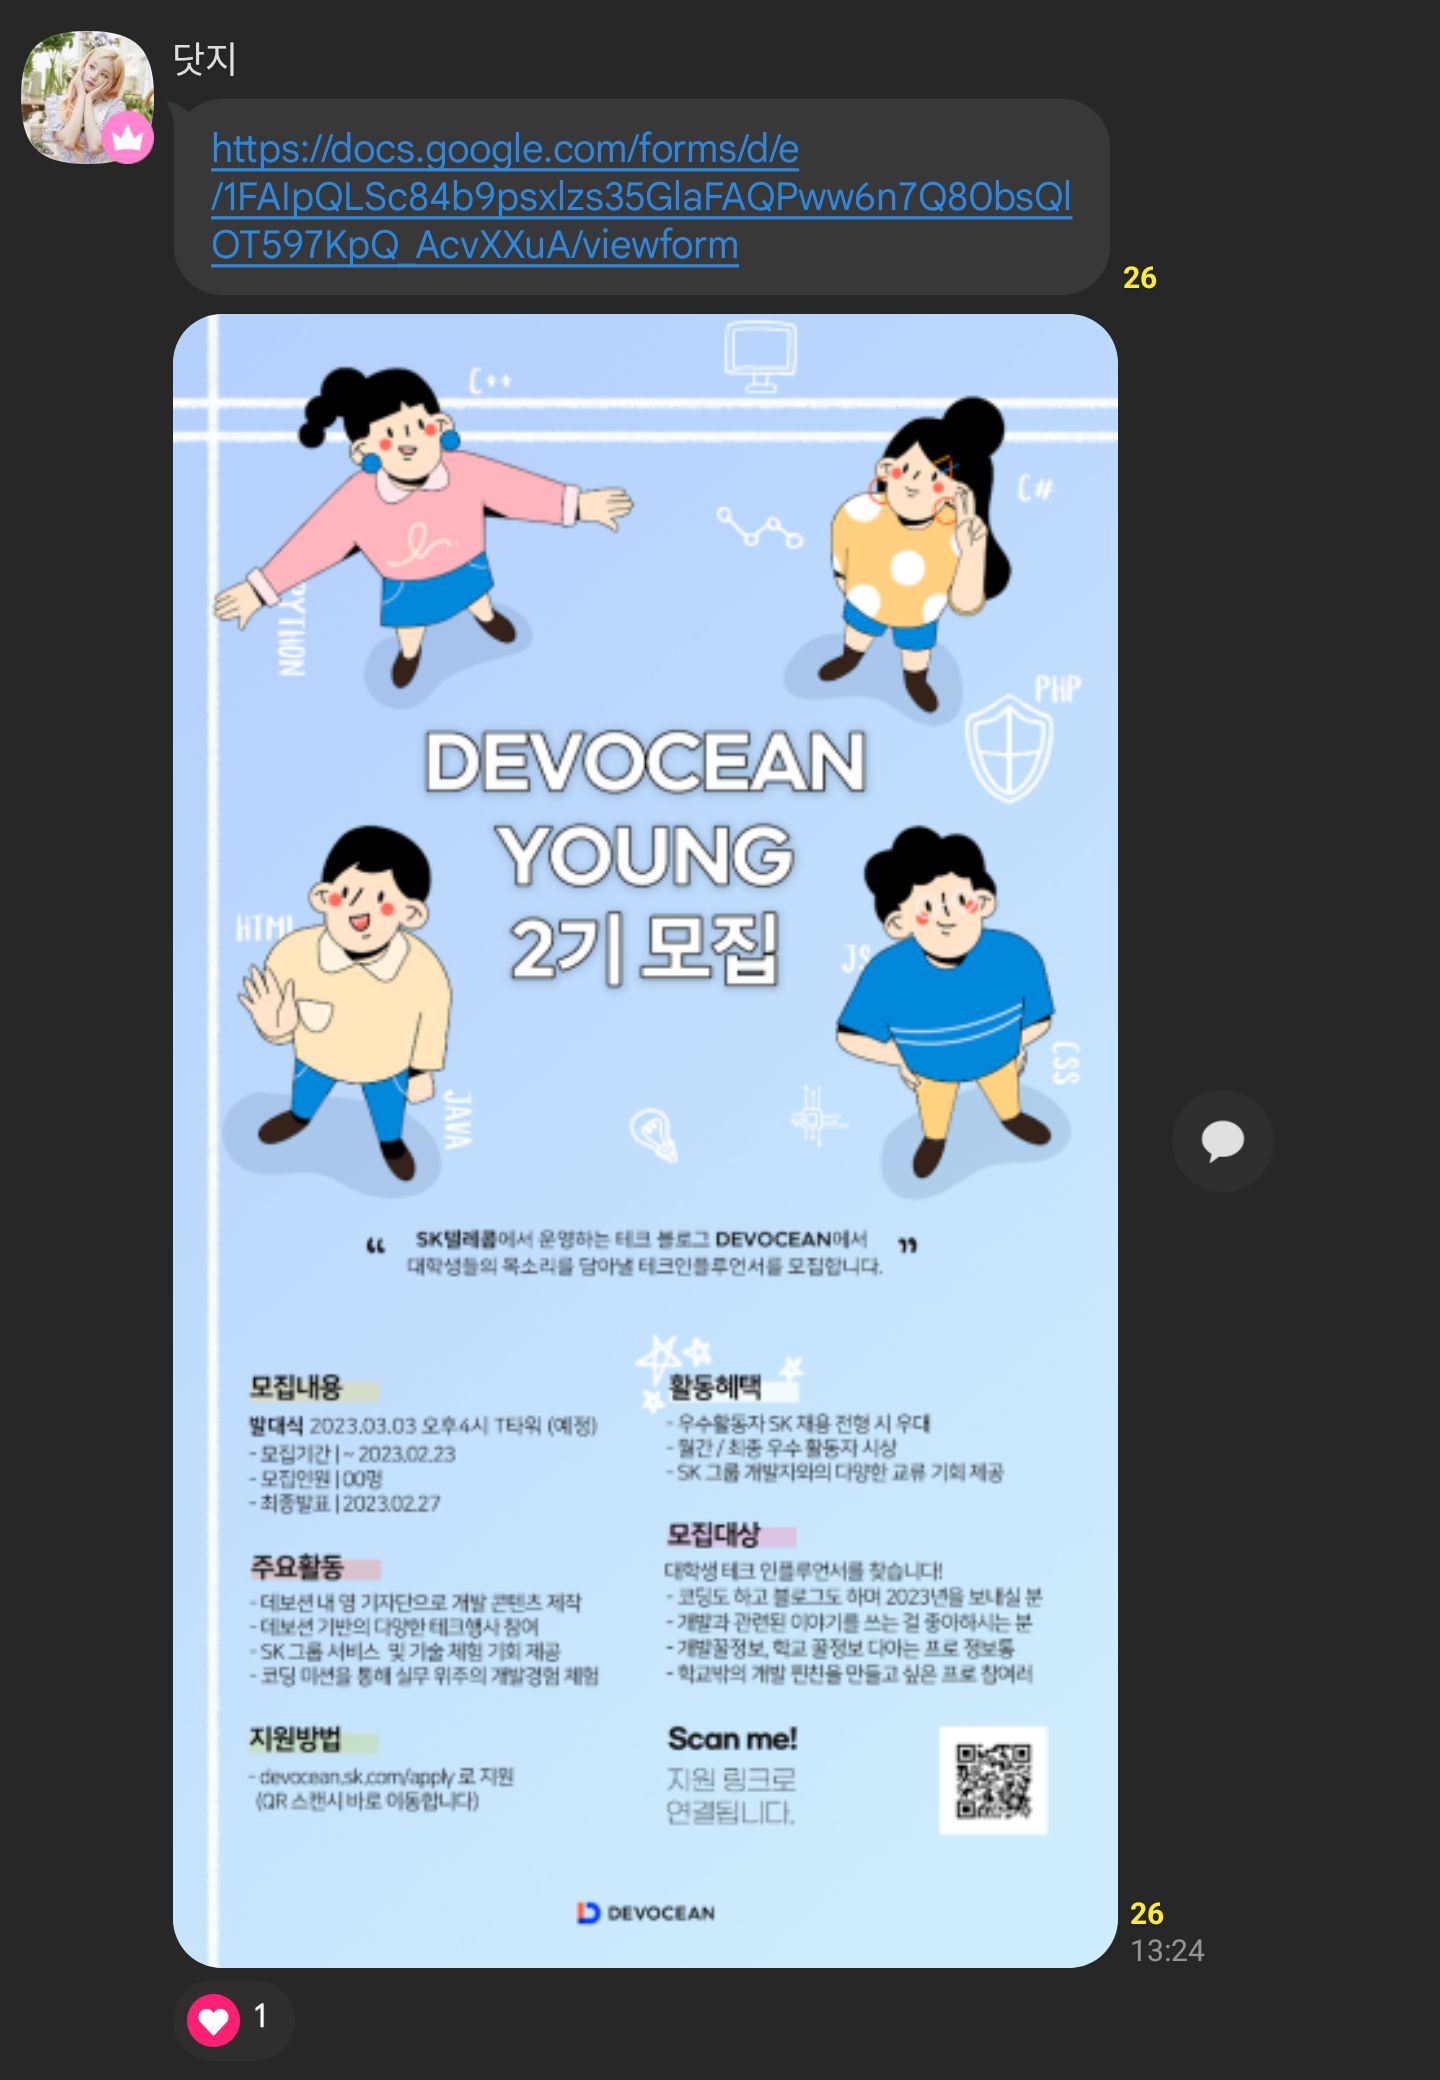 닷지
https://docs.google.com/forms/d/e
/1FAIpQLSc84b9psxlzs35GlaFAQPww6n7Q80bsQl
OT597KpQ_AcvXXuA/viewform
26
C++
C#
PYTHON
PHP
DEVOCEAN
YOUNG
2기 모집
HTML
JS
CSS
JAVA
“ SK텔레콤에서 운영하는 테크 블로그 DEVOCEAN에서 ”
대학생들의 목소리를 담아낼 테크인플루언서를 모집합니다.
모집내용
발대식 2023.03.03 오후4시 T타워 (예정)
- 모집기간 | ~ 2023.02.23
- 모집인원 | 00명
- 최종발표 | 2023.02.27
주요활동
- 데보션 내 영 기자단으로 개발 콘텐츠 제작
- 데보션 기반의 다양한 테크행사 참여
- SK 그룹 서비스 및 기술 체험 기회 제공
- 코딩 미션을 통해 실무 위주의 개발경험 체험
지원방법
- devocean.sk.com/apply 로 지원
(QR 스캔시 바로 이동합니다)
활동혜택
- 우수활동자 SK 채용 전형 시 우대
- 월간 / 최종 우수 활동자 시상
- SK 그룹 개발자와의 다양한 교류 기회 제공
모집대상
대학생 테크 인플루언서를 찾습니다!
- 코딩도 하고 블로그도 하며 2023년을 보내실 분
- 개발과 관련된 이야기를 쓰는 걸 좋아하시는 분
- 개발꿀정보, 학교 꿀정보 다아는 프로 정보통
- 학교밖의 개발 찐친을 만들고 싶은 프로 참여러
Scan me!
지원 링크로
연결됩니다.
DEVOCEAN
26
13:24
1